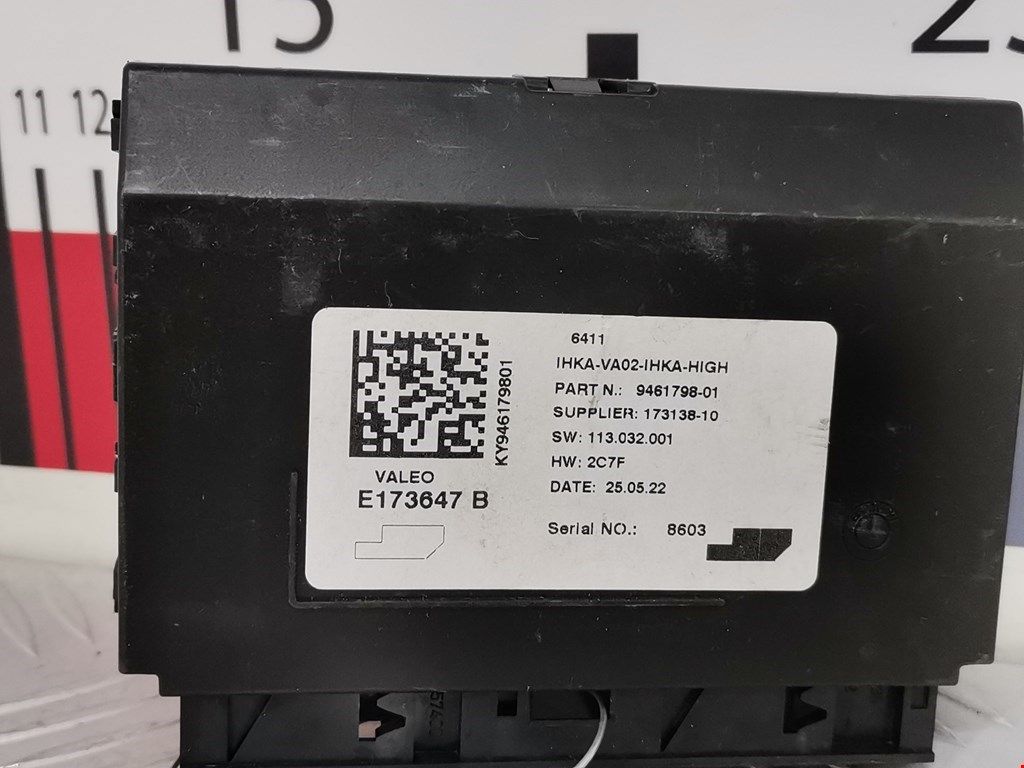 15
11 12
6411
IHKA-VA02-IHKA-HIGH
PART N.: 9461798-01
SUPPLIER: 173138-10
SW: 113.032.001
HW: 2C7F
DATE: 25.05.22
Serial NO.: 8603
KY946179801
VALEO
E173647 B